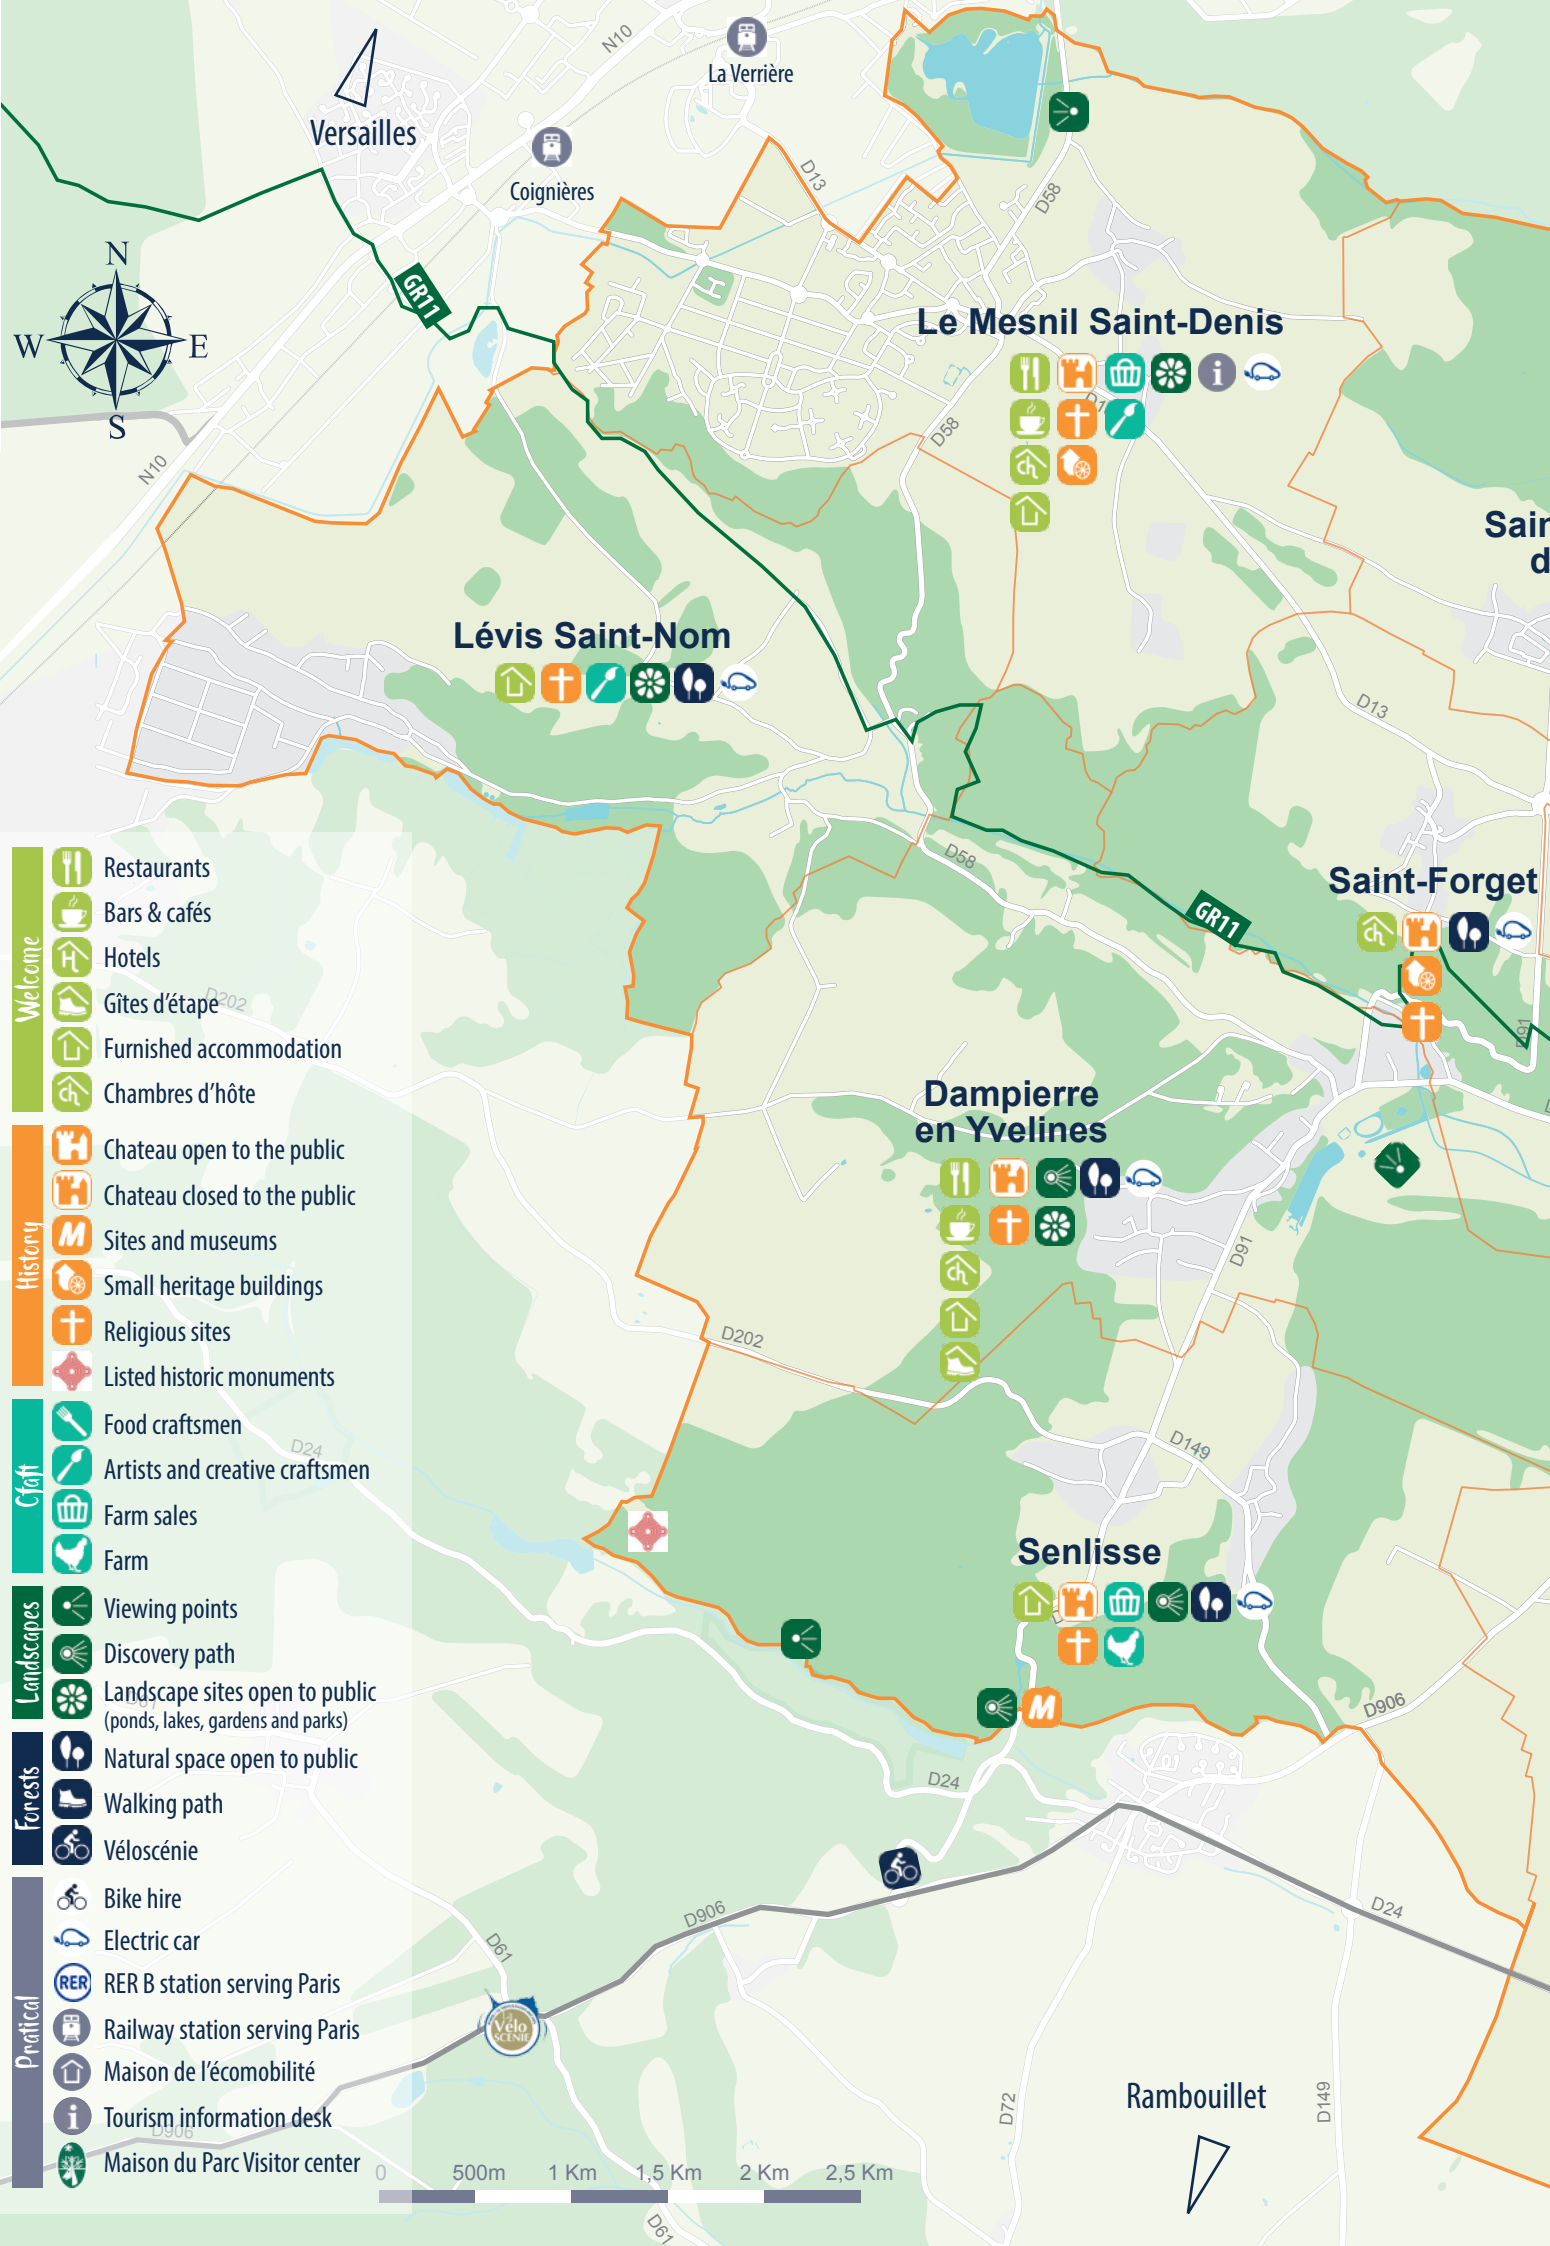 N10
La Verrière
Versailles
Coignières
D13
D58
N
W
E
S
GR11
Le Mesnil Saint-Denis
N10
D58
Lévis Saint-Nom
D13
D58
Saint-Forget
GR11
D91
Dampierre
en Yvelines
D91
D202
D149
Senlisse
D906
D24
D906
D24
D61
Vélo
SCÉNIE
Rambouillet
D72
D149
D61
0 500m 1 Km 1,5 Km 2 Km 2,5 Km
Welcome
Restaurants
Bars & cafés
Hotels
Gîtes d'étape
D202
Furnished accommodation
Chambres d'hôte
History
Chateau open to the public
Chateau closed to the public
M
Sites and museums
Small heritage buildings
Religious sites
Listed historic monuments
Craft
Food craftsmen
D24
Artists and creative craftsmen
Farm sales
Farm
Landscapes
Viewing points
Discovery path
Landscape sites open to public
(ponds, lakes, gardens and parks)
D61
Forests
Natural space open to public
Walking path
Véloscénie
Pratical
Bike hire
Electric car
RER
RER B station serving Paris
Railway station serving Paris
Maison de l'écomobilité
i
Tourism information desk
D906
Maison du Parc Visitor center